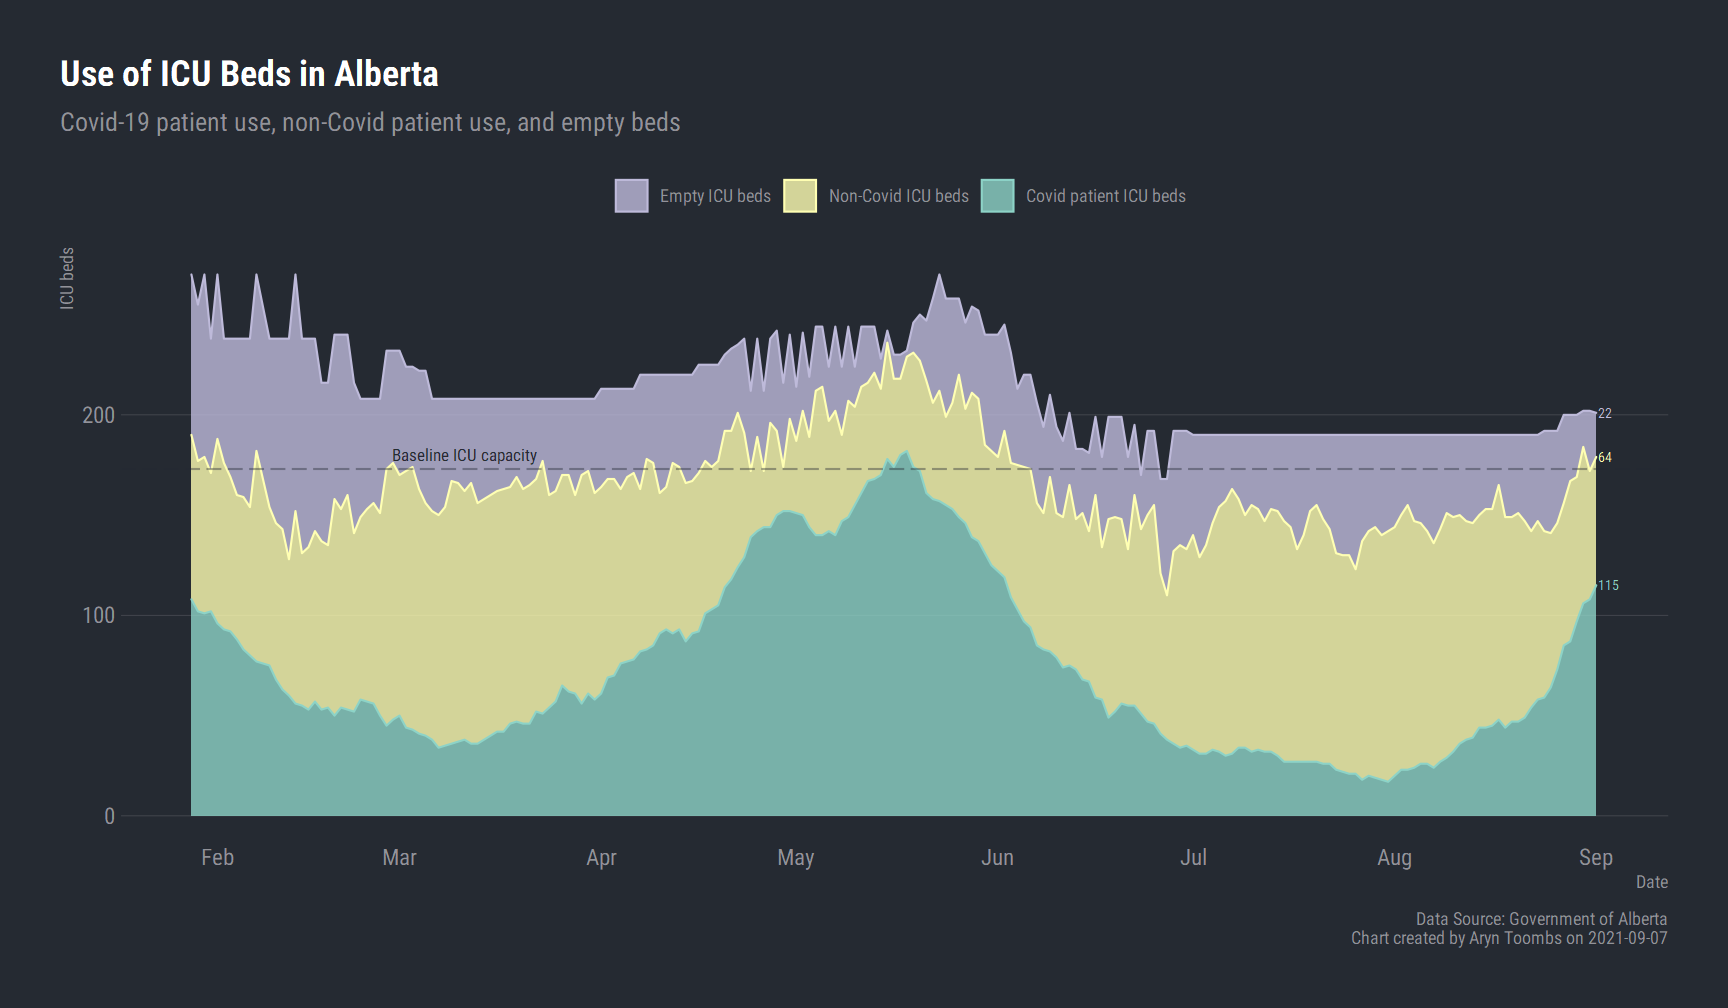 Use of ICU Beds in Alberta
Covid-19 patient use, non-Covid patient use, and empty beds
Empty ICU beds Non-Covid ICU beds Covid patient ICU beds
ICU beds
200
100
0
Baseline ICU capacity
22
64
115
Feb Mar Apr May Jun Jul Aug Sep
Date
Data Source: Government of Alberta
Chart created by Aryn Toombs on 2021-09-07